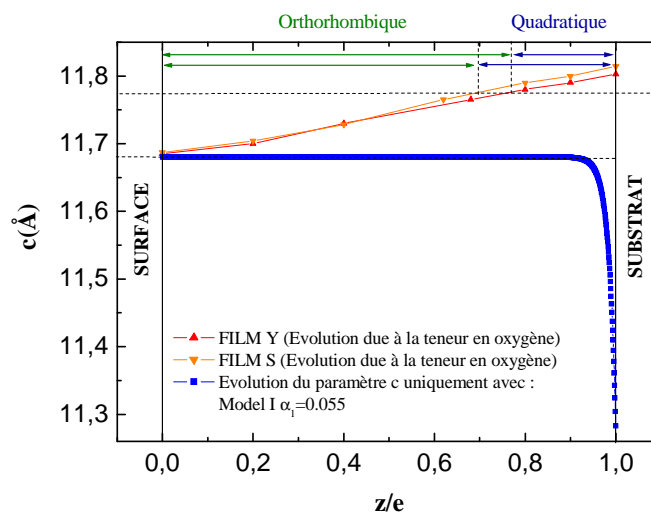 Orthorhombique
Quadratique
11,8
11,7
11,6
11,5
11,4
11,3
c(Å)
SURFACE
SUBSTRAT
FILM Y (Evolution due à la teneur en oxygène)
FILM S (Evolution due à la teneur en oxygène)
Evolution du paramètre c uniquement avec :
Model I α₁=0.055
0,0
0,2
0,4
0,6
0,8
1,0
z/e